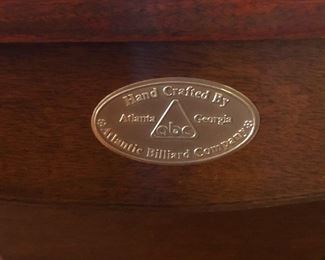 Hand Crafted By
Atlanta Georgia
abc
Atlantic Billiard Company